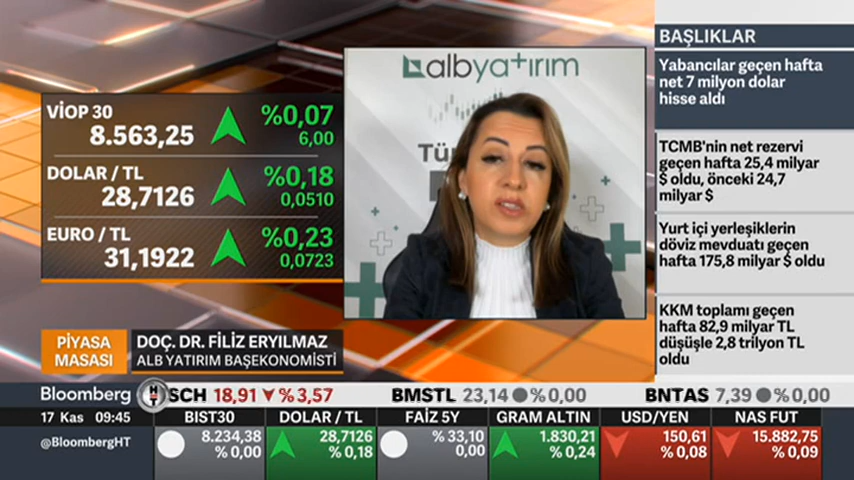 BAŞLIKLAR
Yabancılar geçen hafta
net 7 milyon dolar
hisse aldı
TCMB'nin net rezervi
geçen hafta 25,4 milyar
$ oldu, önceki 24,7
milyar $
Yurt içi yerleşiklerin
döviz mevduatı geçen
hafta 175,8 milyar $ oldu
KKM toplamı geçen
hafta 82,9 milyar TL
düşüşle 2,8 trilyon TL
oldu
albyatırım
VİOP 30
8.563,25
%0,07
6,00
DOLAR / TL
28,7126
%0,18
0,0510
EURO / TL
31,1922
%0,23
0,0723
PİYASA
MASASI
DOÇ. DR. FİLİZ ERYILMAZ
ALB YATIRIM BAŞEKONOMİSTİ
Bloomberg HT
SCH 18,91 %3,57 BMSTL 23,14 %0,00 BNTAS 7,39 %0,00
17 Kas 09:45
@BloombergHT
BIST30
8.234,38
% 0,00
DOLAR / TL
28,7126
% 0,18
FAİZ 5Y
% 33,10
0,00
GRAM ALTIN
1.830,21
% 0,24
USD/YEN
150,61
% 0,08
NAS FUT
15.882,75
% 0,09